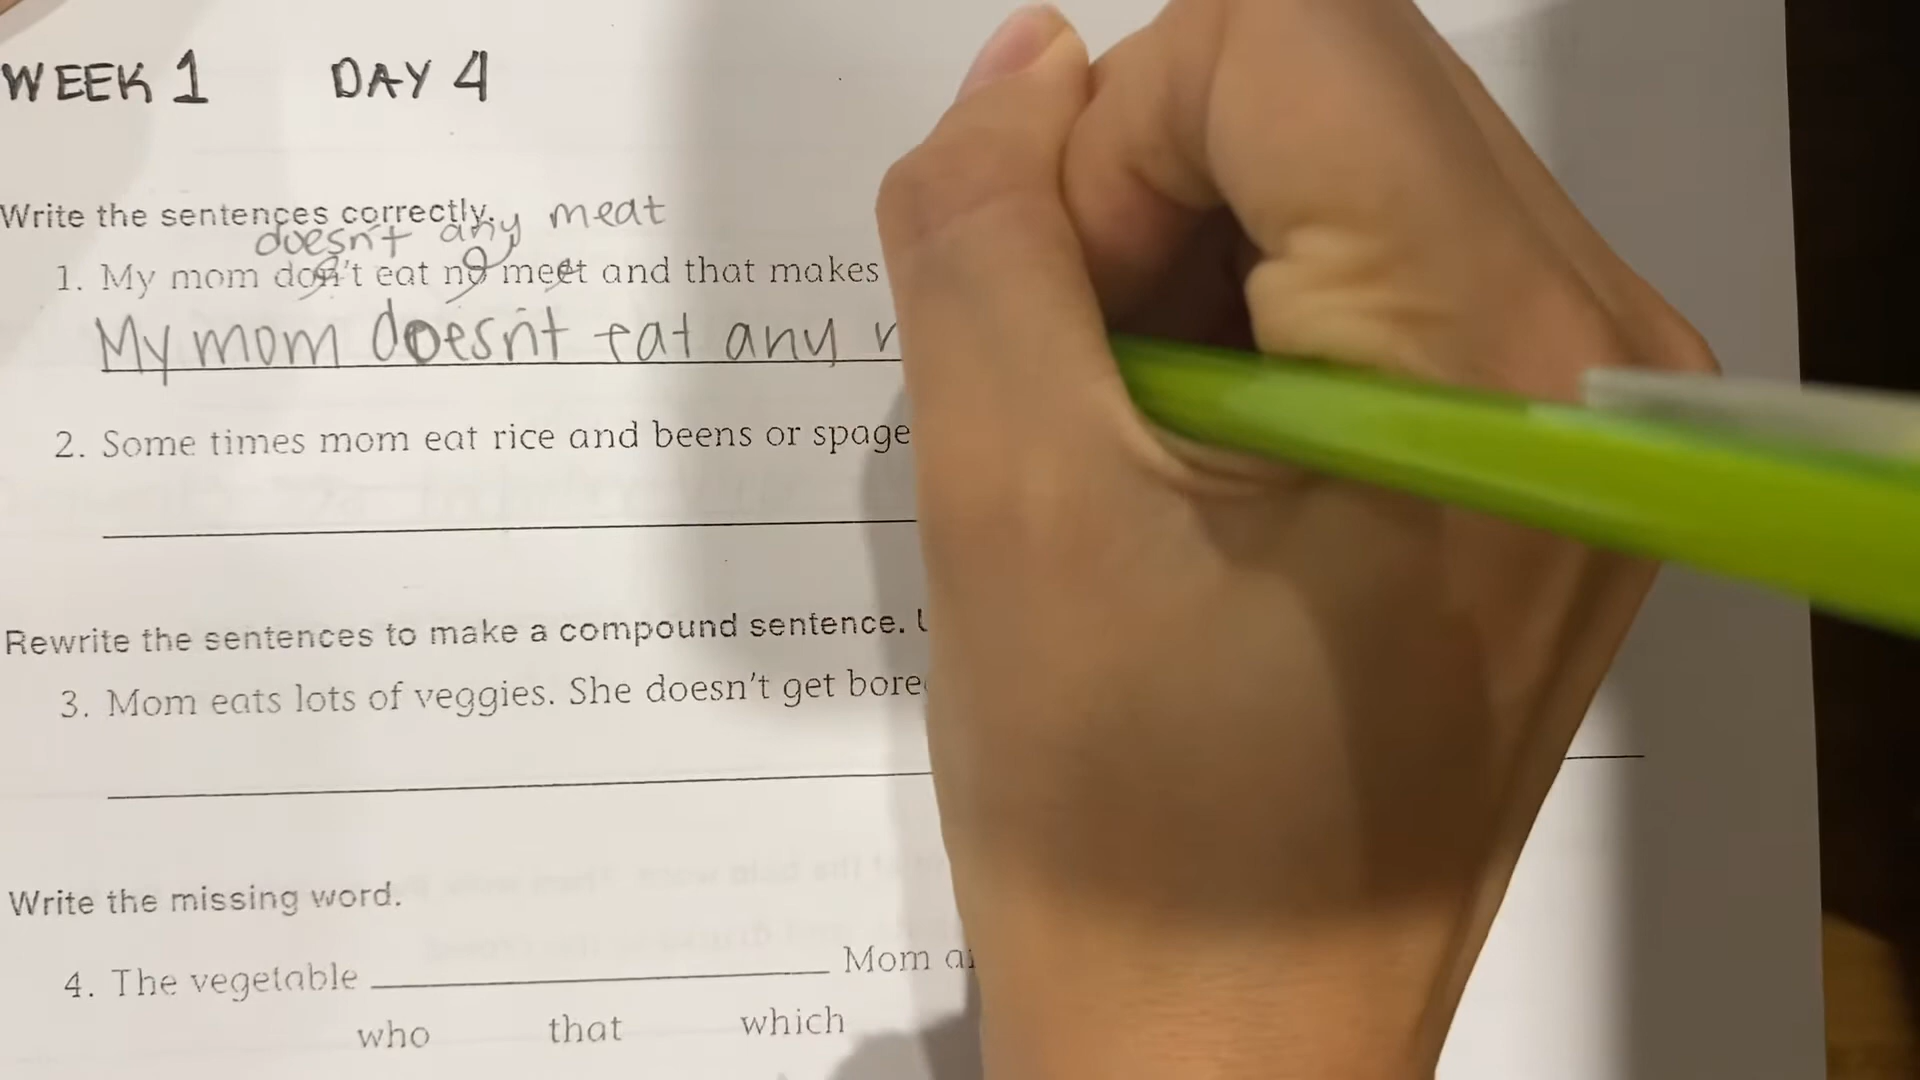 WEEK 1 DAY 4
Write the sentences correctly.
doesn't any meat
1. My mom don't eat no meet and that makes
My mom doesn't eat any
2. Some times mom eat rice and beens or
Rewrite the sentences to make a compound sentence.
3. Mom eats lots of veggies. She doesn't get
Write the missing word.
4. The vegetable ______ Mom
who that which